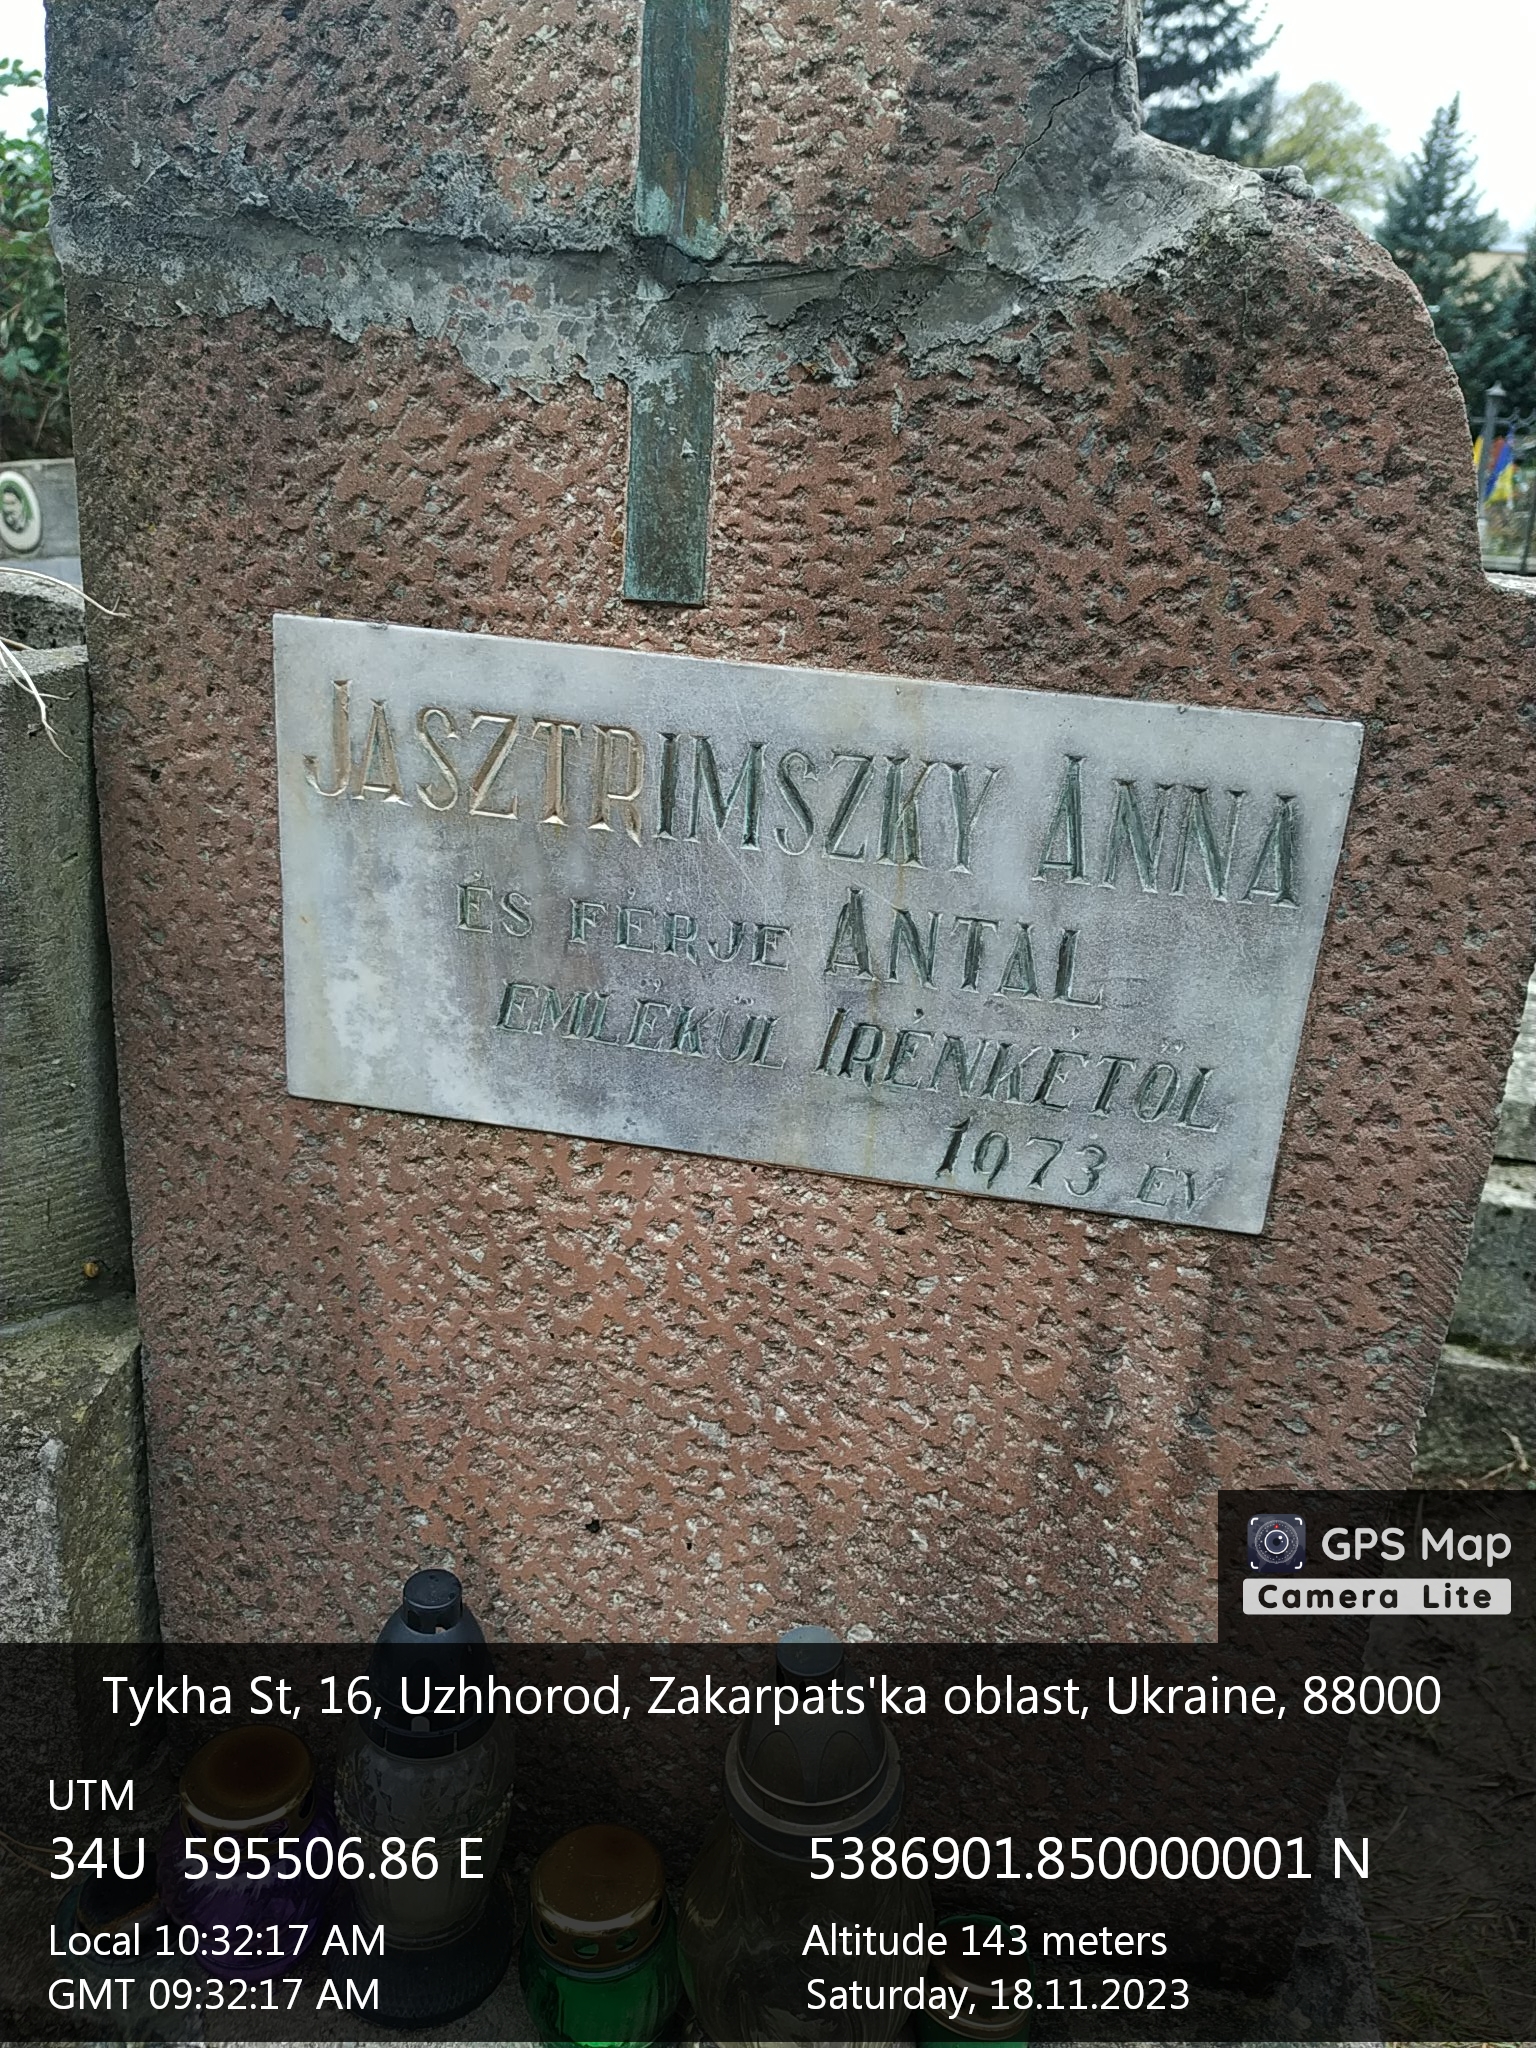 JASZTRIMSZKY ANNA
ÉS FÉRJE ANTAL
EMLÉKÜL IRÉNKÉTŐL
1973 ÉV
GPS Map
Camera Lite
Tykha St, 16, Uzhhorod, Zakarpats'ka oblast, Ukraine, 88000
UTM
34U 595506.86 E 5386901.850000001 N
Local 10:32:17 AM Altitude 143 meters
GMT 09:32:17 AM Saturday, 18.11.2023